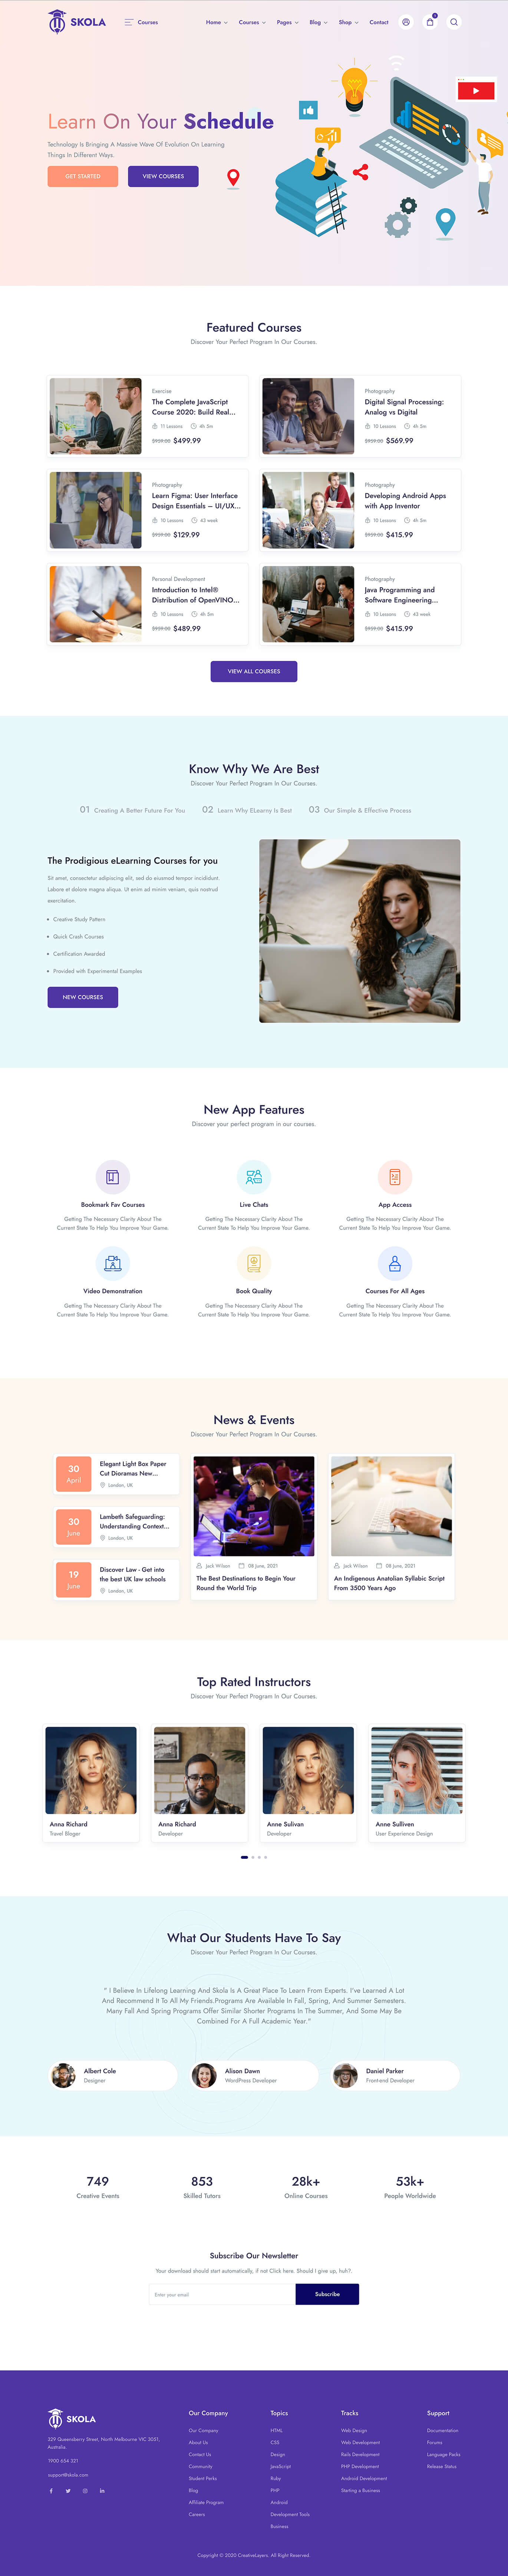 SKOLA
Courses
Home
Courses
Pages
Blog
Shop
Contact
Learn On Your Schedule
Technology Is Bringing A Massive Wave Of Evolution On Learning
Things In Different Ways.
GET STARTED
VIEW COURSES
Featured Courses
Discover Your Perfect Program In Our Courses.
Exercise
The Complete JavaScript
Course 2020: Build Real...
11 Lessons 4h 5m
$959.00 $499.99
Photography
Digital Signal Processing:
Analog vs Digital
10 Lessons 4h 5m
$959.00 $569.99
Photography
Learn Figma: User Interface
Design Essentials – UI/UX...
10 Lessons 43 week
$959.00 $129.99
Photography
Developing Android Apps
with App Inventor
10 Lessons 4h 5m
$959.00 $415.99
Personal Development
Introduction to Intel®
Distribution of OpenVINO...
10 Lessons 4h 5m
$959.00 $489.99
Photography
Java Programming and
Software Engineering...
10 Lessons 43 week
$959.00 $415.99
VIEW ALL COURSES
Know Why We Are Best
Discover Your Perfect Program In Our Courses.
01 Creating A Better Future For You
02 Learn Why ELearny Is Best
03 Our Simple & Effective Process
The Prodigious eLearning Courses for you
Sit amet, consectetur adipiscing elit, sed do eiusmod tempor incididunt.
Labore et dolore magna aliqua. Ut enim ad minim veniam, quis nostrud
exercitation.
Creative Study Pattern
Quick Crash Courses
Certification Awarded
Provided with Experimental Examples
NEW COURSES
New App Features
Discover your perfect program in our courses.
Bookmark Fav Courses
Getting The Necessary Clarity About The
Current State To Help You Improve Your Game.
Live Chats
Getting The Necessary Clarity About The
Current State To Help You Improve Your Game.
App Access
Getting The Necessary Clarity About The
Current State To Help You Improve Your Game.
Video Demonstration
Getting The Necessary Clarity About The
Current State To Help You Improve Your Game.
Book Quality
Getting The Necessary Clarity About The
Current State To Help You Improve Your Game.
Courses For All Ages
Getting The Necessary Clarity About The
Current State To Help You Improve Your Game.
News & Events
Discover Your Perfect Program In Our Courses.
30
April
Elegant Light Box Paper
Cut Dioramas New...
London, UK
30
June
Lambeth Safeguarding:
Understanding Context...
London, UK
19
June
Discover Law - Get into
the best UK law schools
London, UK
Jack Wilson 08 June, 2021
The Best Destinations to Begin Your
Round the World Trip
Jack Wilson 08 June, 2021
An Indigenous Anatolian Syllabic Script
From 3500 Years Ago
Top Rated Instructors
Discover Your Perfect Program In Our Courses.
Anna Richard
Travel Bloger
Anna Richard
Developer
Anne Sulivan
Developer
Anne Sulliven
User Experience Design
What Our Students Have To Say
Discover Your Perfect Program In Our Courses.
" I Believe In Lifelong Learning And Skola Is A Great Place To Learn From Experts. I've Learned A Lot
And Recommend It To All My Friends.Programs Are Available In Fall, Spring, And Summer Semesters.
Many Fall And Spring Programs Offer Similar Shorter Programs In The Summer, And Some May Be
Combined For A Full Academic Year."
Albert Cole
Designer
Alison Dawn
WordPress Developer
Daniel Parker
Front-end Developer
749
Creative Events
853
Skilled Tutors
28k+
Online Courses
53k+
People Worldwide
Subscribe Our Newsletter
Your download should start automatically, if not Click here. Should I give up, huh?.
Enter your email
Subscribe
SKOLA
329 Queensberry Street, North Melbourne VIC 3051,
Australia.
1900 654 321
support@skola.com
Our Company
Our Company
About Us
Contact Us
Community
Student Perks
Blog
Affiliate Program
Careers
Topics
HTML
CSS
Design
JavaScript
Ruby
PHP
Android
Development Tools
Business
Tracks
Web Design
Web Development
Rails Development
PHP Development
Android Development
Starting a Business
Support
Documentation
Forums
Language Packs
Release Status
Copyright © 2020 CreativeLayers, All Right Reserved.